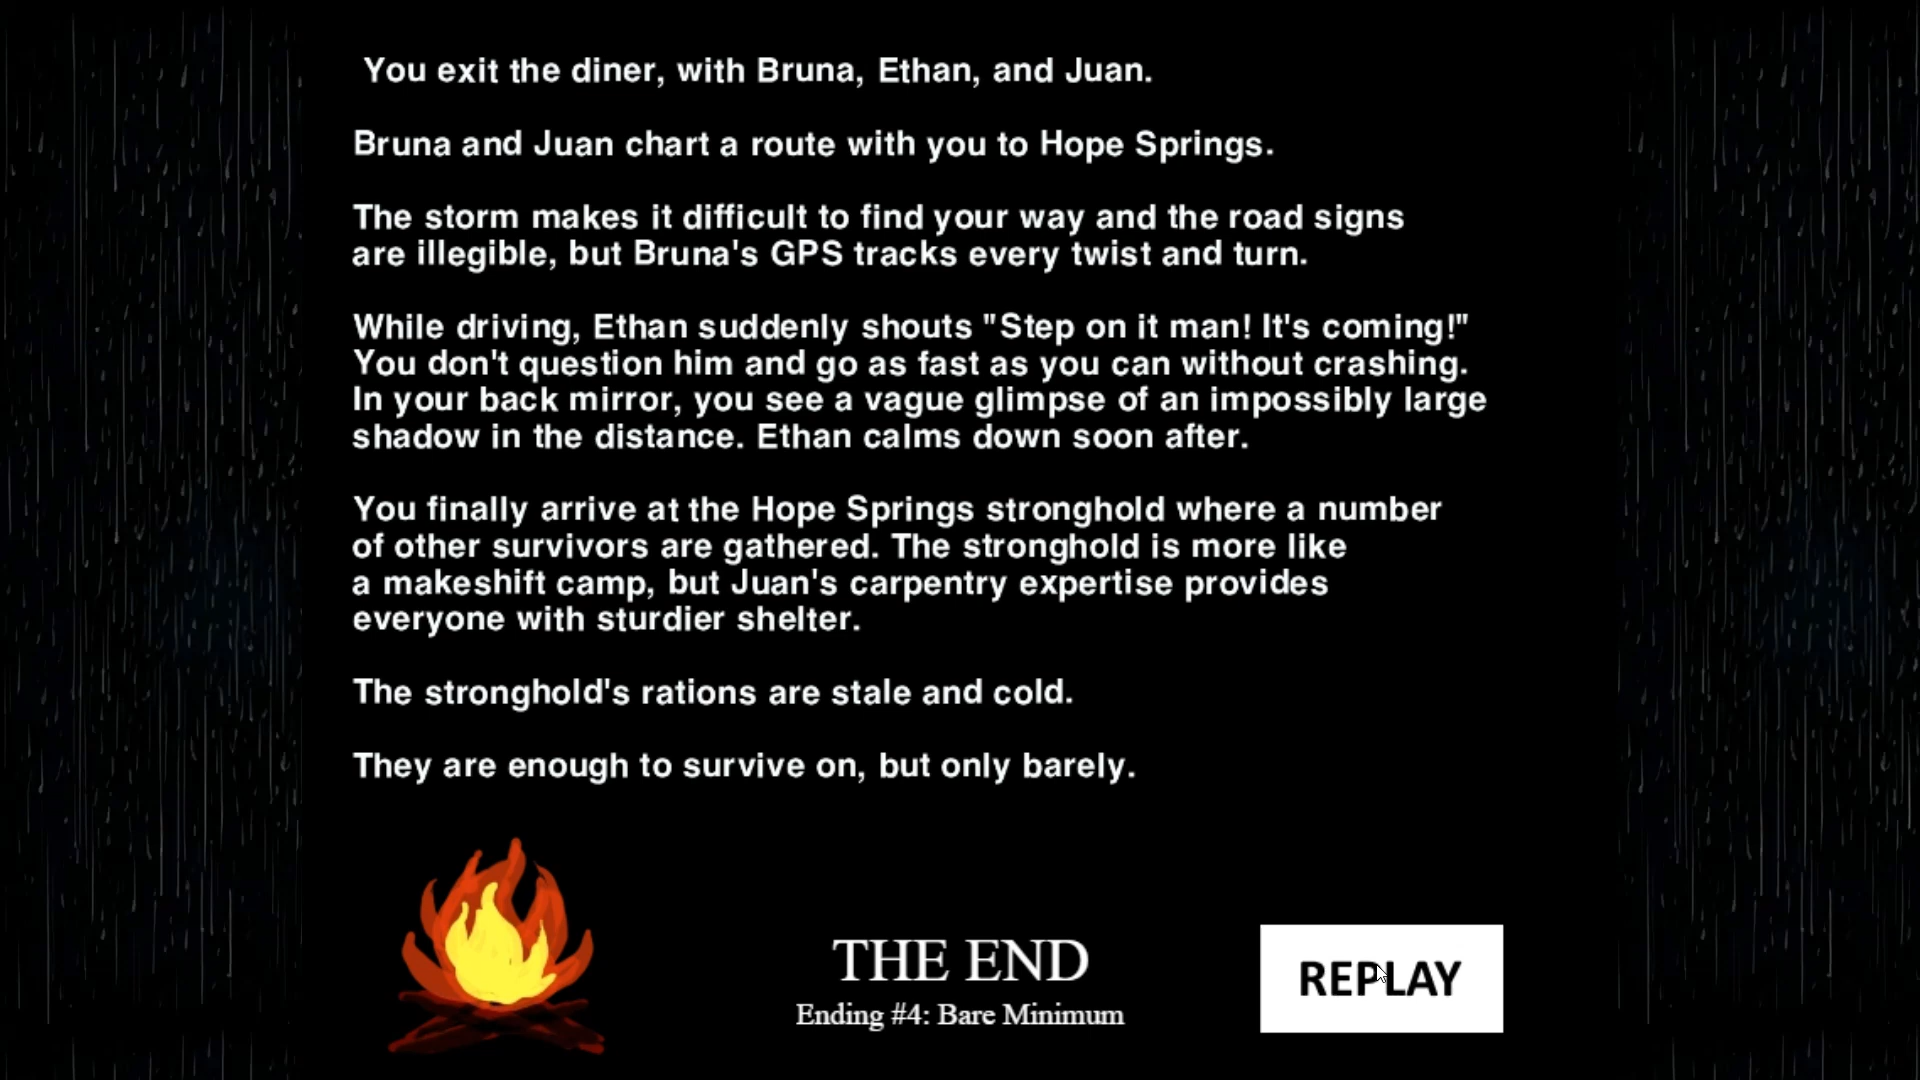 You exit the diner, with Bruna, Ethan, and Juan.
Bruna and Juan chart a route with you to Hope Springs.
The storm makes it difficult to find your way and the road signs
are illegible, but Bruna's GPS tracks every twist and turn.
While driving, Ethan suddenly shouts "Step on it man! It's coming!"
You don't question him and go as fast as you can without crashing.
In your back mirror, you see a vague glimpse of an impossibly large
shadow in the distance. Ethan calms down soon after.
You finally arrive at the Hope Springs stronghold where a number
of other survivors are gathered. The stronghold is more like
a makeshift camp, but Juan's carpentry expertise provides
everyone with sturdier shelter.
The stronghold's rations are stale and cold.
They are enough to survive on, but only barely.
THE END
Ending #4: Bare Minimum
REPLAY